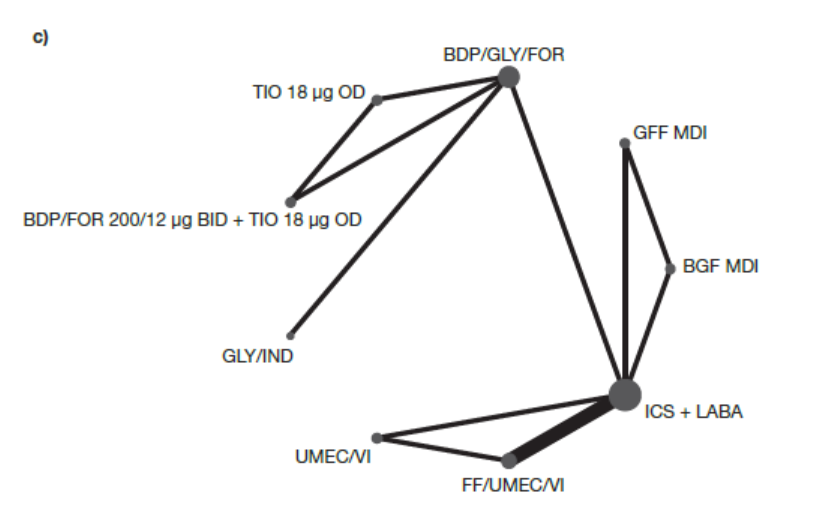 c)
BDP/GLY/FOR
TIO 18 µg OD
GFF MDI
BDP/FOR 200/12 µg BID + TIO 18 µg OD
BGF MDI
GLY/IND
ICS + LABA
UMEC/VI
FF/UMEC/VI